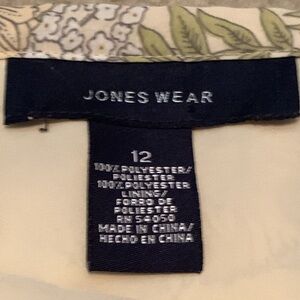 JONES WEAR
12
100% POLYESTER/
POLIESTER
100% POLYESTER
LINING/
FORRO DE
POLIESTER
RN 54050
MADE IN CHINA/
HECHO EN CHINA